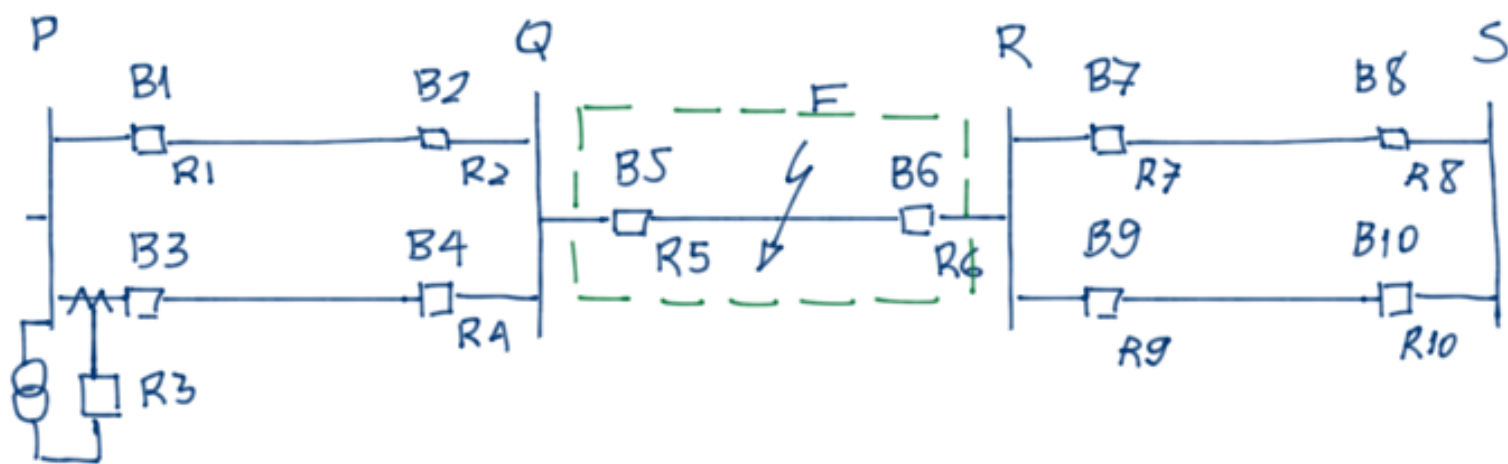 P Q R S
B1 B2 F B7 B8
R1 R2 B5 B6 R7 R8
B3 B4 R5 R6 B9 B10
R4 R9 R10
R3